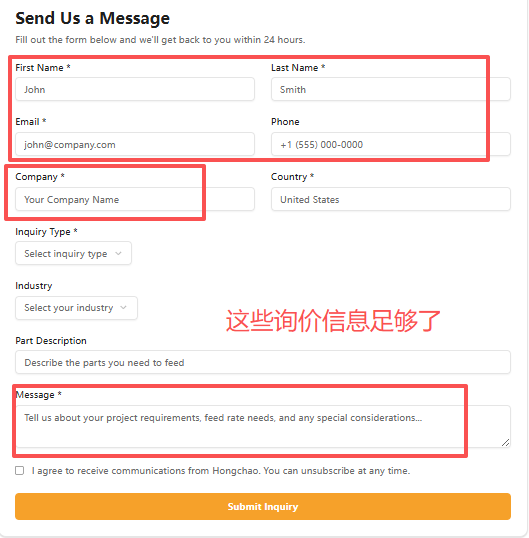 Send Us a Message
Fill out the form below and we'll get back to you within 24 hours.
First Name * Last Name *
John Smith
Email * Phone
john@company.com +1 (555) 000-0000
Company * Country *
Your Company Name United States
Inquiry Type *
Select inquiry type
Industry
Select your industry
这些询价信息足够了
Part Description
Describe the parts you need to feed
Message *
Tell us about your project requirements, feed rate needs, and any special considerations...
I agree to receive communications from Hongchao. You can unsubscribe at any time.
Submit Inquiry